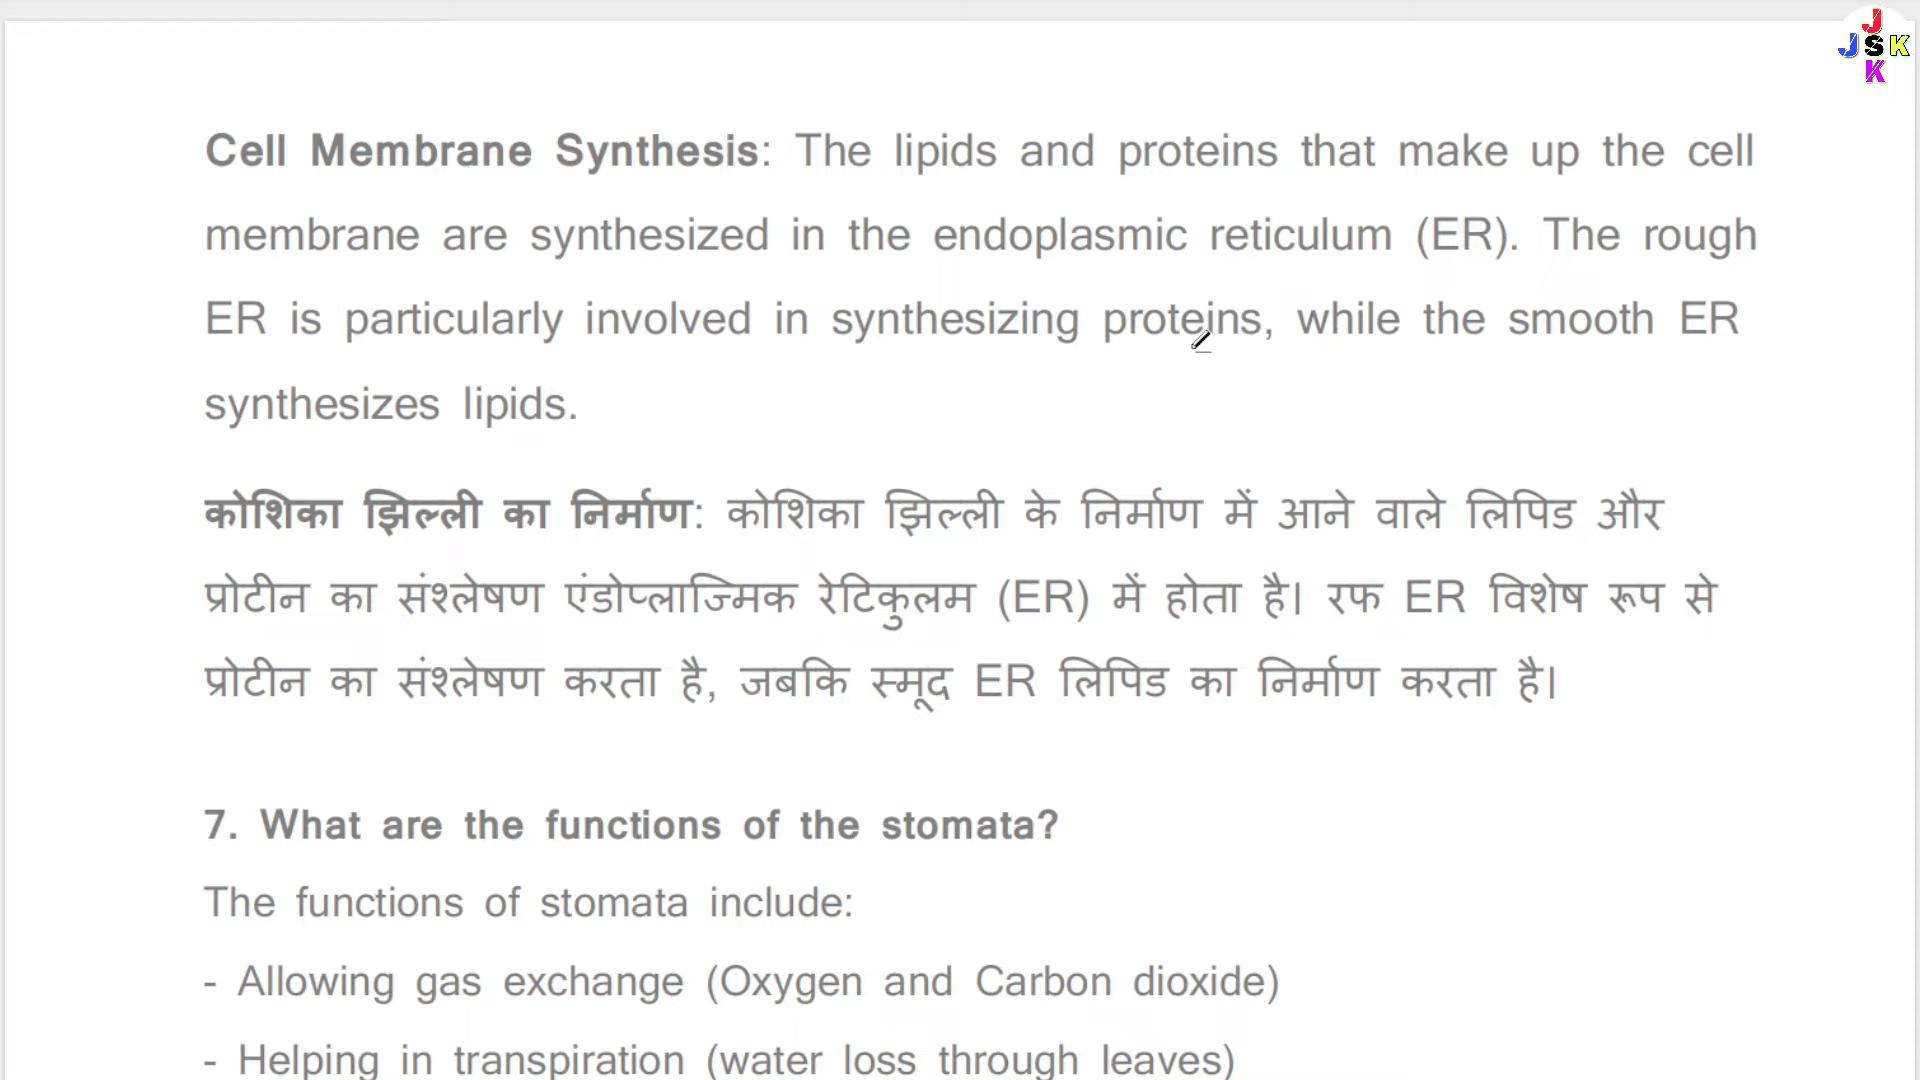 J
J S K
K
Cell Membrane Synthesis: The lipids and proteins that make up the cell
membrane are synthesized in the endoplasmic reticulum (ER). The rough
ER is particularly involved in synthesizing proteins, while the smooth ER
synthesizes lipids.
कोशिका झिल्ली का निर्माण: कोशिका झिल्ली के निर्माण में आने वाले लिपिड और
प्रोटीन का संश्लेषण एंडोप्लाज्मिक रेटिकुलम (ER) में होता है। रफ ER विशेष रूप से
प्रोटीन का संश्लेषण करता है, जबकि स्मूद ER लिपिड का निर्माण करता है।
7. What are the functions of the stomata?
The functions of stomata include:
- Allowing gas exchange (Oxygen and Carbon dioxide)
- Helping in transpiration (water loss through leaves)